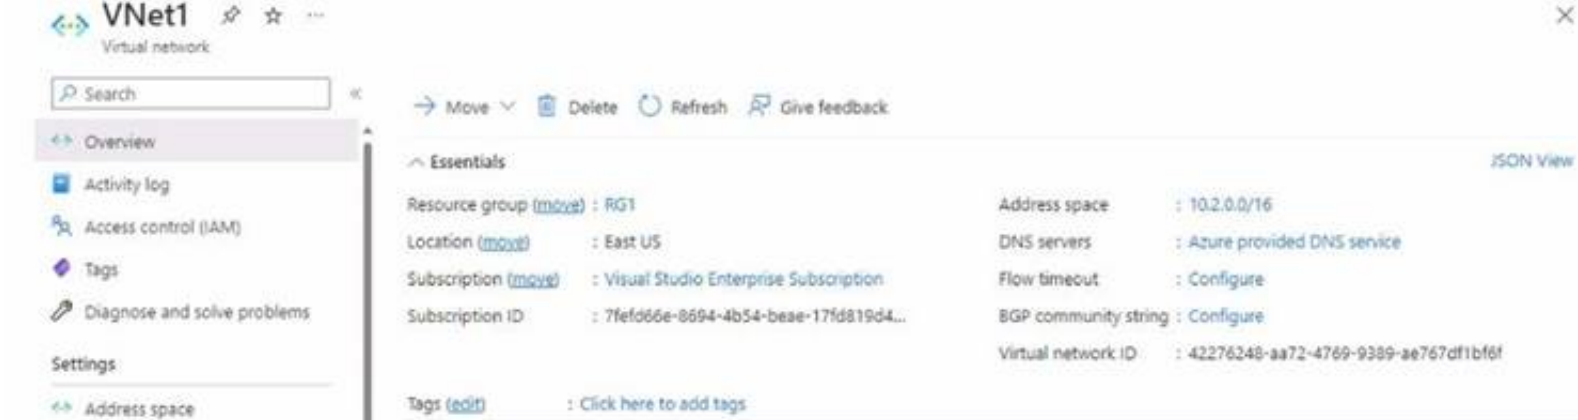 VNet1
Virtual network
Search
Overview
Activity log
Access control (IAM)
Tags
Diagnose and solve problems
Settings
Address space
Move
Delete
Refresh
Give feedback
Essentials
JSON View
Resource group (move) : RG1
Location (move) : East US
Subscription (move) : Visual Studio Enterprise Subscription
Subscription ID : 7fefd66e-8694-4b54-beae-17fd819d4...
Address space : 10.2.0.0/16
DNS servers : Azure provided DNS service
Flow timeout : Configure
BGP community string : Configure
Virtual network ID : 42276248-aa72-4769-9389-ae767df1bf6f
Tags (edit) : Click here to add tags